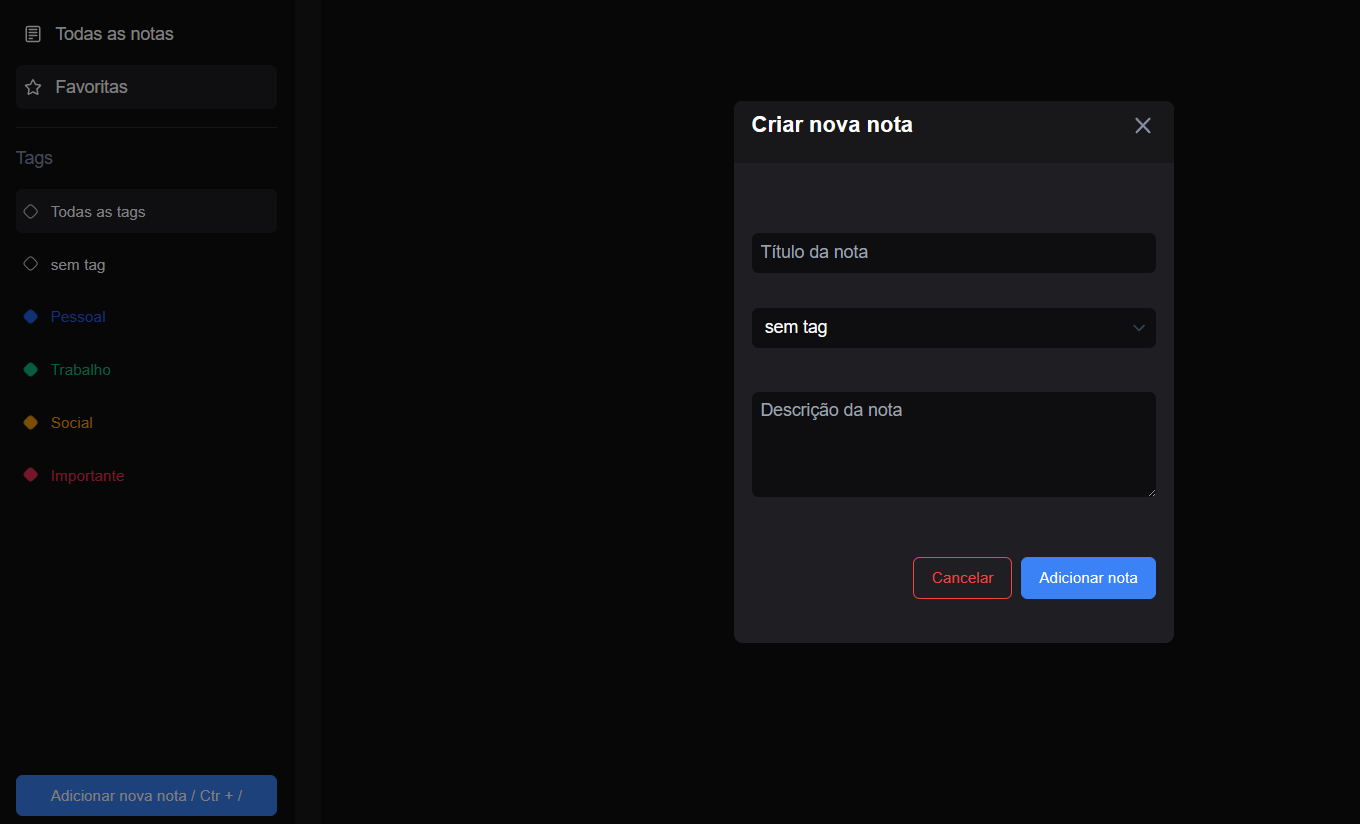 Todas as notas
Favoritas
Tags
Todas as tags
sem tag
Pessoal
Trabalho
Social
Importante
Adicionar nova nota / Ctr + /
Criar nova nota
Título da nota
sem tag
Descrição da nota
Cancelar
Adicionar nota